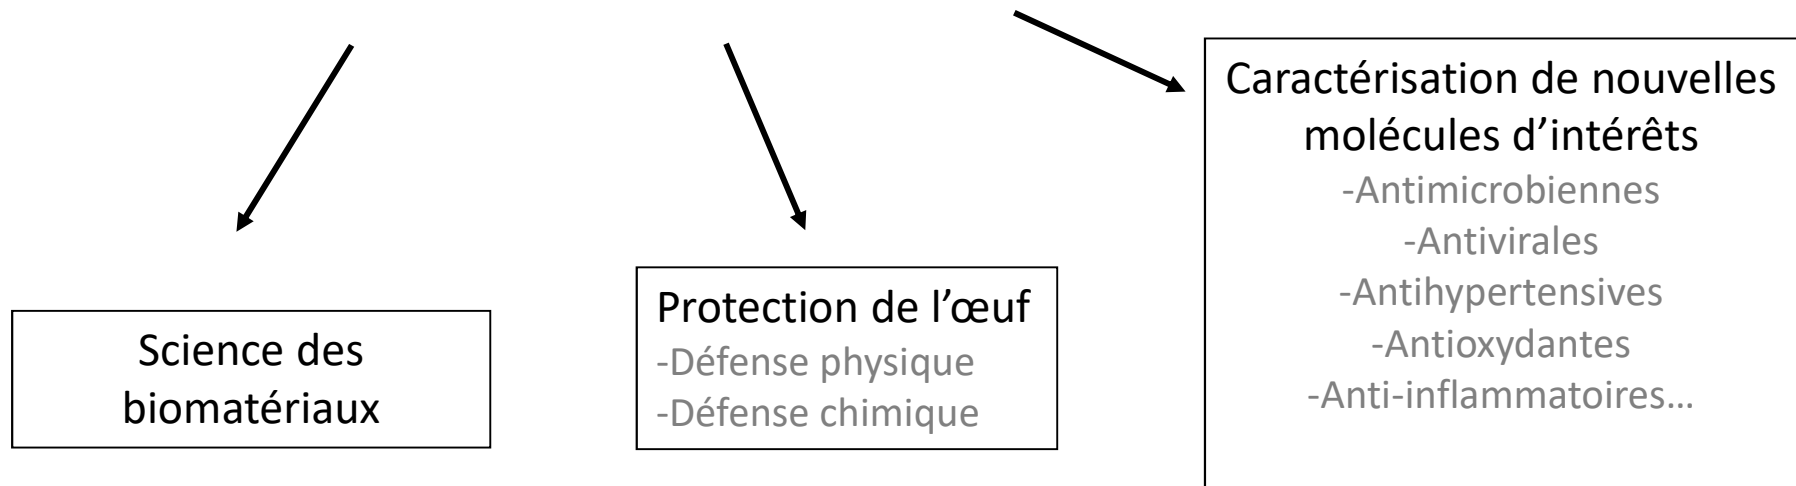 Science des
biomatériaux
Protection de l’œuf
-Défense physique
-Défense chimique
Caractérisation de nouvelles
molécules d’intérêts
-Antimicrobiennes
-Antivirales
-Antihypertensives
-Antioxydantes
-Anti-inflammatoires…